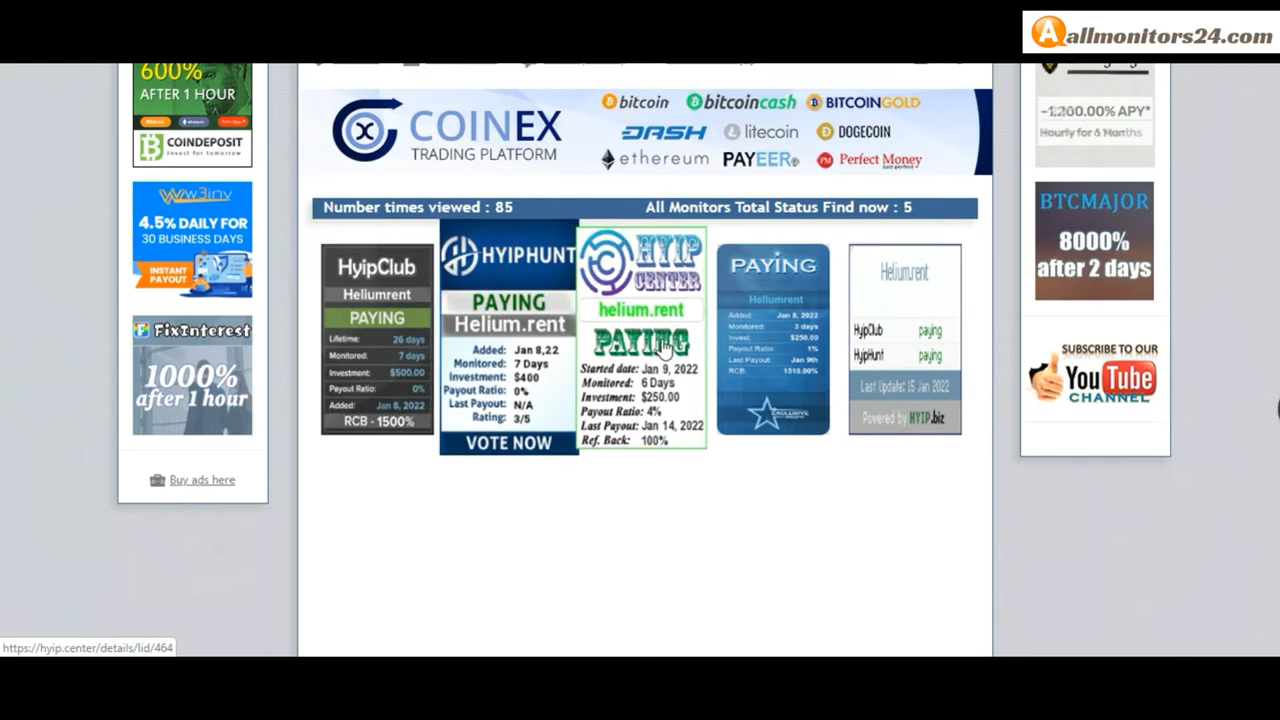 allmonitors24.com
600%
AFTER 1 HOUR
COINDEPOSIT
Invest for tomorrow
Ww3inv
4.5% DAILY FOR
30 BUSINESS DAYS
INSTANT
PAYOUT
FixInterest
1000%
after 1 hour
Buy ads here
COINEX
TRADING PLATFORM
bitcoin
bitcoincash
BITCOINGOLD
DASH
litecoin
DOGECOIN
ethereum
PAYEER
PM Perfect Money
just perfect
Number times viewed : 85
All Monitors Total Status Find now : 5
HyipClub
Heliumrent
PAYING
Lifetime: 26 days
Monitored: 7 days
Investment: $500.00
Payout Ratio: 0%
Added: Jan 8, 2022
RCB - 1500%
HYIPHUNT
PAYING
Helium.rent
Added: Jan 8,22
Monitored: 7 Days
Investment: $400
Payout Ratio: 0%
Last Payout: N/A
Rating: 3/5
VOTE NOW
HYIP
CENTER
helium.rent
PAYING
Started date: Jan 9, 2022
Monitored: 6 Days
Investment: $250.00
Payout Ratio: 4%
Last Payout: Jan 14, 2022
Ref. Back: 100%
PAYING
Heliumrent
Added: Jan 8, 2022
Monitored: 3 days
Invest: $250.00
Payout Ratio: 1%
Last Payout: Jan 9th
RCB: 1510.00%
EXCLUSIVE
Helium.rent
HyipClub paying
HyipHunt paying
Last Update: 15 Jan 2022
Powered by HYIP.biz
~1,200.00% APY*
Hourly for 6 Months
BTCMAJOR
8000%
after 2 days
SUBSCRIBE TO OUR
YouTube
CHANNEL
https://hyip.center/details/lid/464